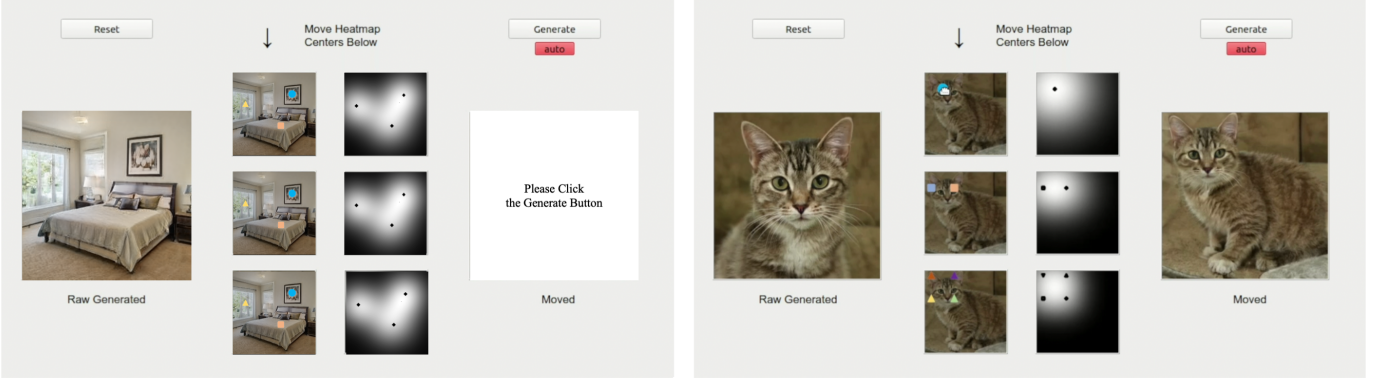 Reset
Move Heatmap
Centers Below
Generate
auto
Please Click
the Generate Button
Raw Generated
Moved
Reset
Move Heatmap
Centers Below
Generate
auto
Raw Generated
Moved